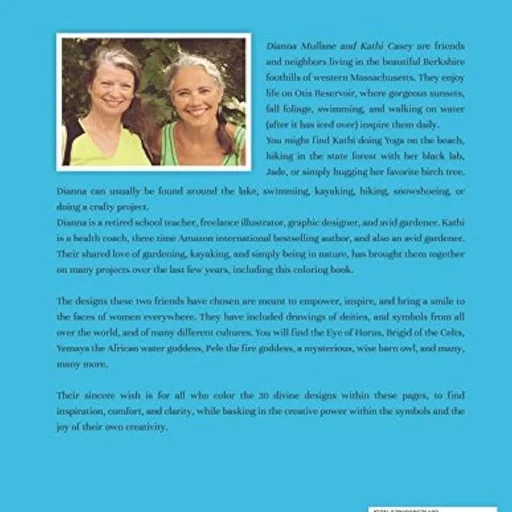 Dianna Mullane and Kathi Casey are friends
and neighbors living in the beautiful Berkshire
foothills of western Massachusetts. They enjoy
life on Otis Reservoir, where gorgeous sunsets,
fall foliage, swimming, and walking on water
(after it has iced over) inspire them daily.
You might find Kathi doing Yoga on the beach,
hiking in the state forest with her black lab,
Jade, or simply hugging her favorite birch tree.
Dianna can usually be found around the lake, swimming, kayaking, hiking, snowshoeing, or
doing a crafty project.
Dianna is a retired school teacher, freelance illustrator, graphic designer, and avid gardener. Kathi
is a health coach, three time Amazon international bestselling author, and also an avid gardener.
Their shared love of gardening, kayaking, and simply being in nature, has brought them together
on many projects over the last few years, including this coloring book.
The designs these two friends have chosen are meant to empower, inspire, and bring a smile to
the faces of women everywhere. They have included drawings of deities, and symbols from all
over the world, and of many different cultures. You will find the Eye of Horus, Brigid of the Celts,
Yemaya the African water goddess, Pele the fire goddess, a mysterious, wise barn owl, and many,
many more.
Their sincere wish is for all who color the 30 divine designs within these pages, to find
inspiration, comfort, and clarity, while basking in the creative power within the symbols and the
joy of their own creativity.